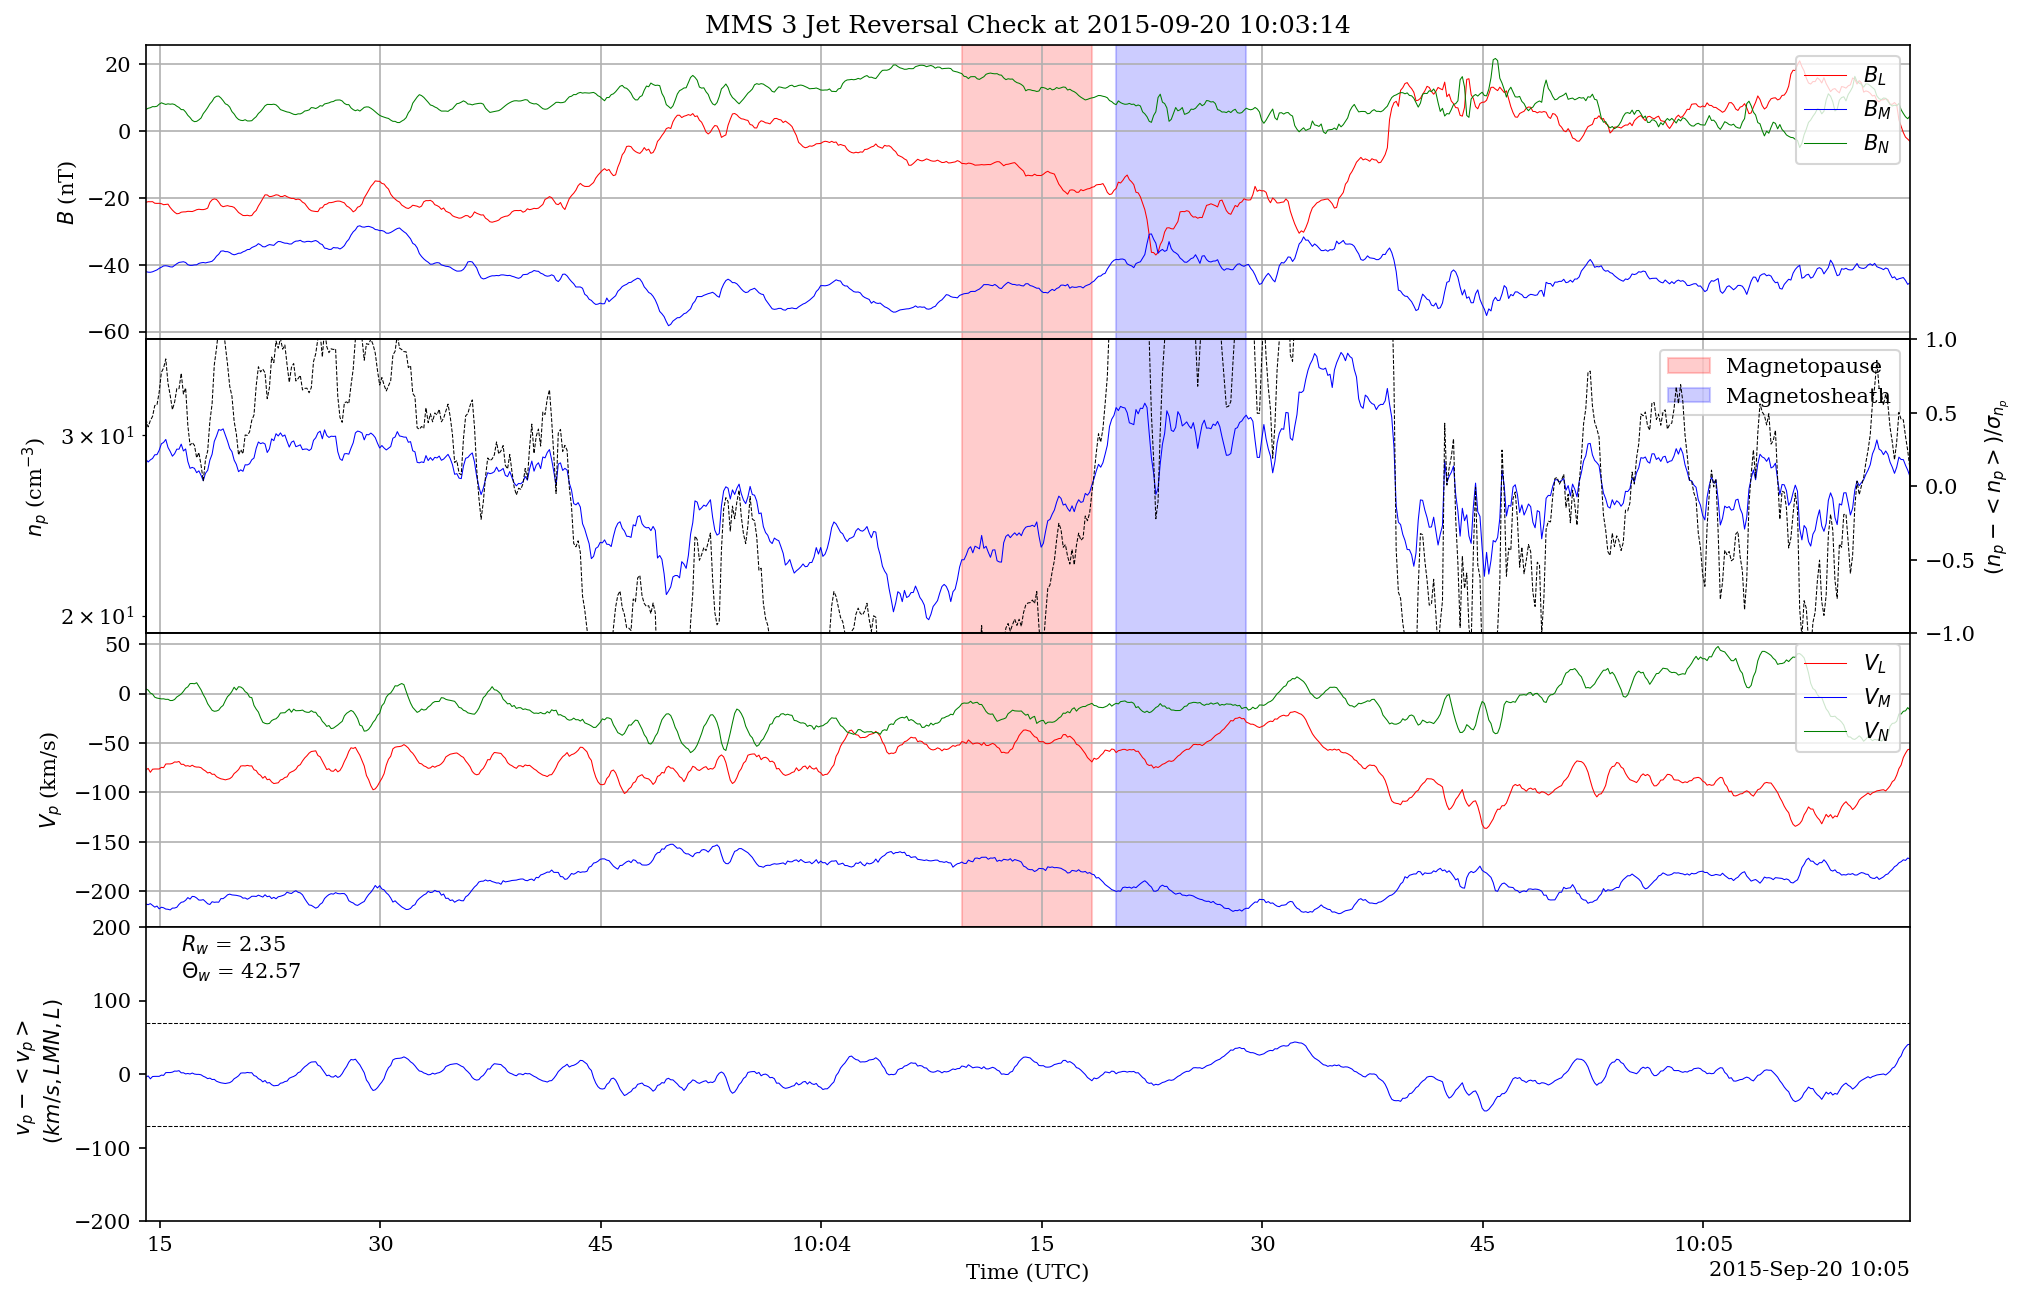 MMS 3 Jet Reversal Check at 2015-09-20 10:03:14
20
0
−20
−40
−60
B (nT)
B_L
B_M
B_N
3 × 10^1
2 × 10^1
n_p (cm^{−3})
1.0
0.5
0.0
−0.5
−1.0
(n_p − < n_p >)/σ_{n_p}
Magnetopause
Magnetosheath
50
0
−50
−100
−150
−200
V_p (km/s)
V_L
V_M
V_N
200
100
0
−100
−200
v_p − < v_p >
(km/s, LMN, L)
R_w = 2.35
Θ_w = 42.57
15
30
45
10:04
15
30
45
10:05
Time (UTC)
2015-Sep-20 10:05